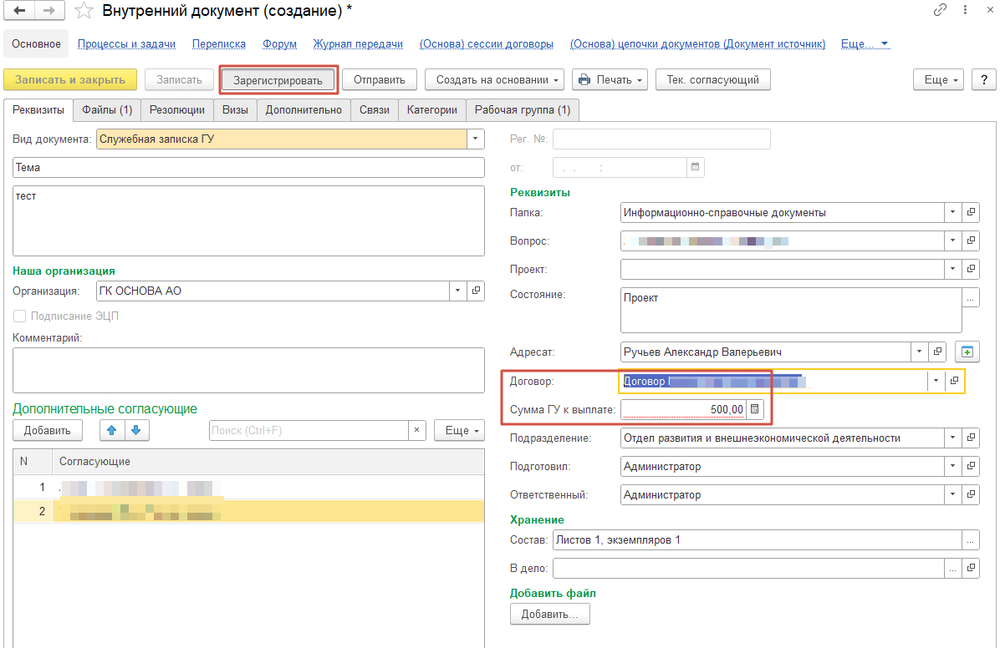 Внутренний документ (создание) *
Основное Процессы и задачи Переписка Форум Журнал передачи (Основа) сессии договоры (Основа) цепочки документов (Документ источник) Еще...
Записать и закрыть Записать Зарегистрировать Отправить Создать на основании Печать Тек. согласующий Еще ?
Реквизиты Файлы (1) Резолюции Визы Дополнительно Связи Категории Рабочая группа (1)
Вид документа: Служебная записка ГУ
Тема
тест
Наша организация
Организация: ГК ОСНОВА АО
Подписание ЭЦП
Комментарий:
Дополнительные согласующие
Добавить Поиск (Ctrl+F) × Еще
N Согласующие
1
2
Рег. №:
от: . . :
Реквизиты
Папка: Информационно-справочные документы
Вопрос:
Проект:
Состояние: Проект ...
Адресат: Ручьев Александр Валерьевич
Договор: Договор
Сумма ГУ к выплате: 500,00
Подразделение: Отдел развития и внешнеэкономической деятельности
Подготовил: Администратор
Ответственный: Администратор
Хранение
Состав: Листов 1, экземпляров 1 ...
В дело: ...
Добавить файл
Добавить...